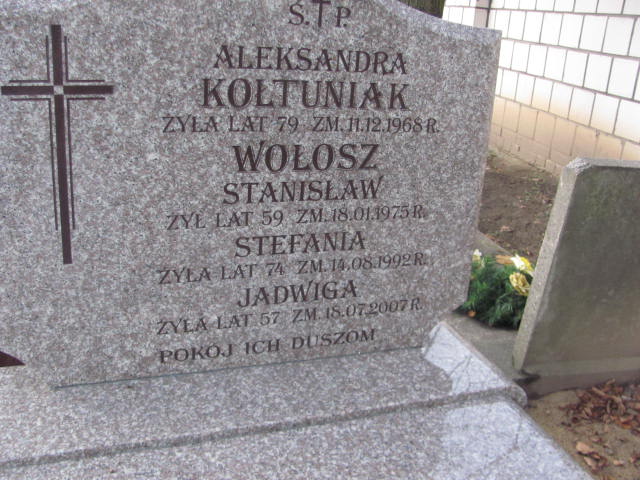 Ś.†P.
ALEKSANDRA
KOŁTUNIAK
ŻYŁA LAT 79 ZM.11.12.1968 R.
WOŁOSZ
STANISŁAW
ŻYŁ LAT 59 ZM.18.01.1975 R.
STEFANIA
ŻYŁA LAT 74 ZM.14.08.1992 R.
JADWIGA
ŻYŁA LAT 57 ZM.18.07.2007 R.
POKÓJ ICH DUSZOM